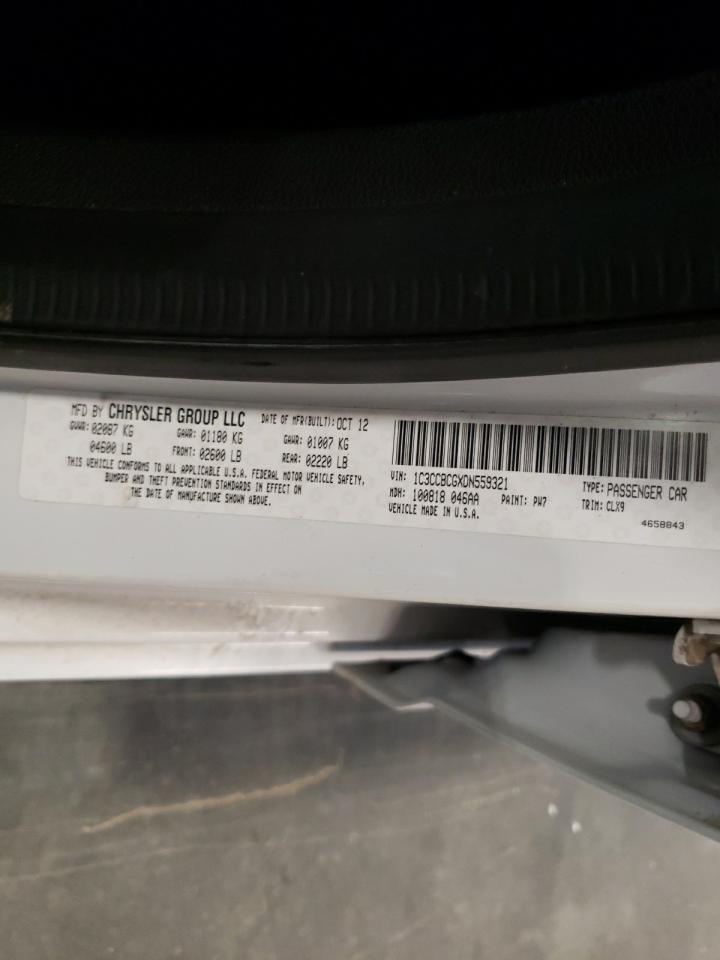 MFD BY CHRYSLER GROUP LLC DATE OF MFR(BUILT): OCT 12
GVWR: 02087 KG GAWR: 01180 KG GAWR: 01007 KG
04600 LB FRONT: 02600 LB REAR: 02220 LB
THIS VEHICLE CONFORMS TO ALL APPLICABLE U.S.A. FEDERAL MOTOR VEHICLE SAFETY,
BUMPER AND THEFT PREVENTION STANDARDS IN EFFECT ON
THE DATE OF MANUFACTURE SHOWN ABOVE.
VIN: 1C3CCBCGXDN559321 TYPE: PASSENGER CAR
MDH: 100818 046AA PAINT: PW7 TRIM: CLX9
VEHICLE MADE IN U.S.A.
4658843